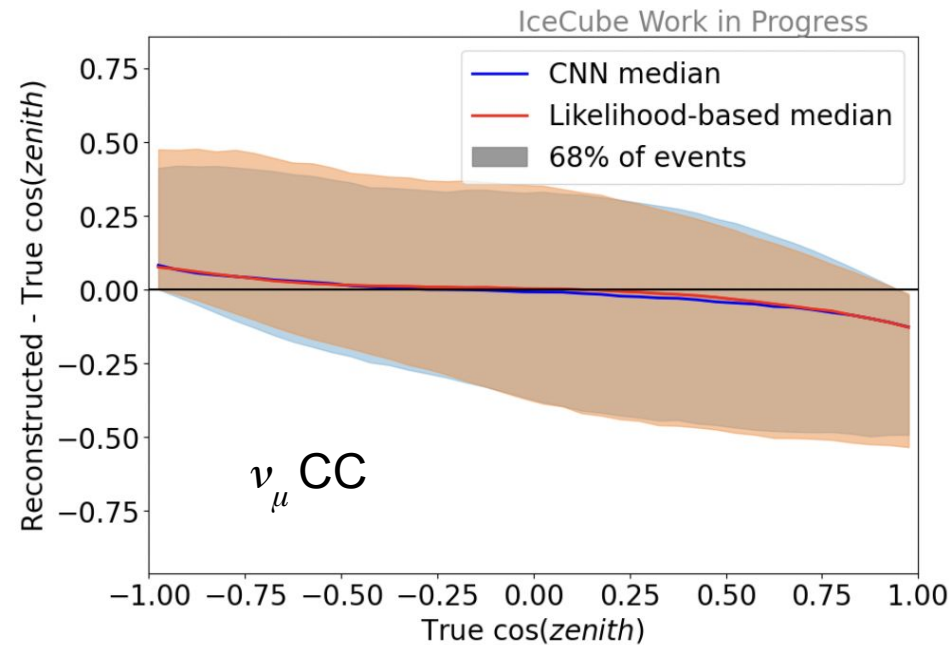 IceCube Work in Progress
CNN median
Likelihood-based median
68% of events
0.75
0.50
0.25
0.00
−0.25
−0.50
−0.75
Reconstructed - True cos(zenith)
νμ CC
−1.00 −0.75 −0.50 −0.25 0.00 0.25 0.50 0.75 1.00
True cos(zenith)